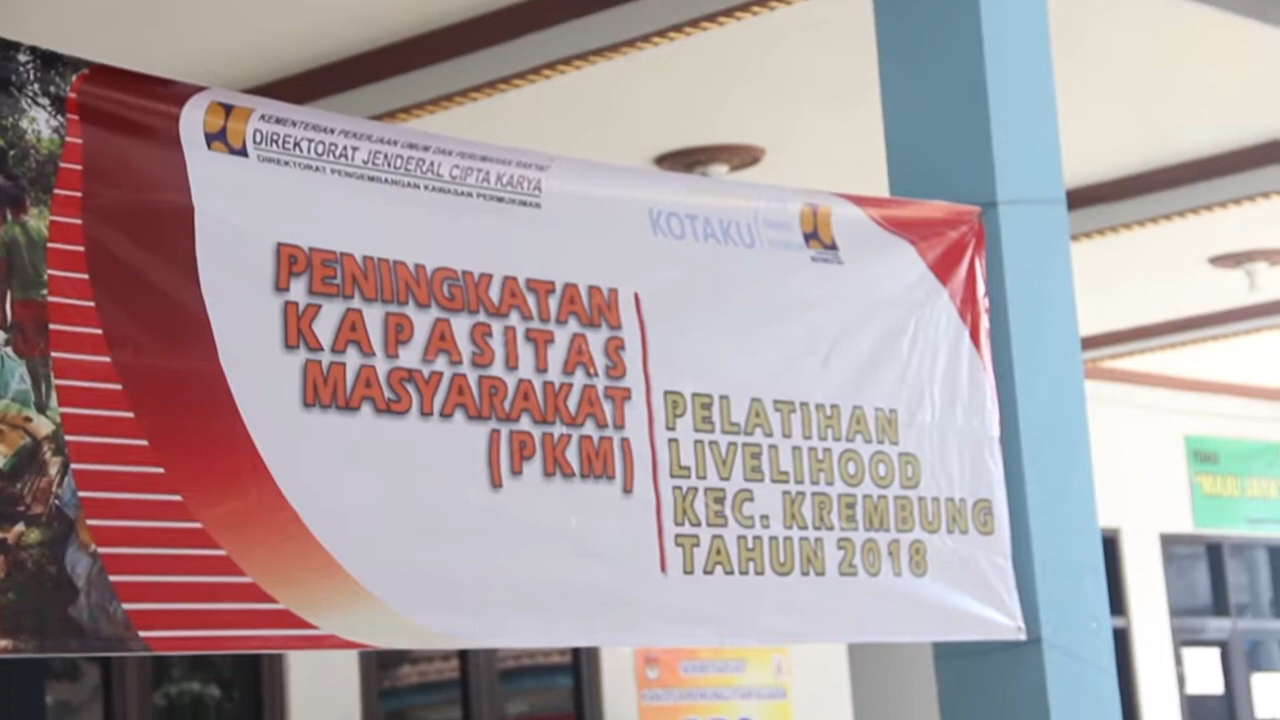 KEMENTERIAN PEKERJAAN UMUM DAN PERUMAHAN RAKYAT
DIREKTORAT JENDERAL CIPTA KARYA
DIREKTORAT PENGEMBANGAN KAWASAN PERMUKIMAN
KOTAKU
PENINGKATAN
KAPASITAS
MASYARAKAT
(PKM)
PELATIHAN
LIVELIHOOD
KEC. KREMBUNG
TAHUN 2018
"MAJU